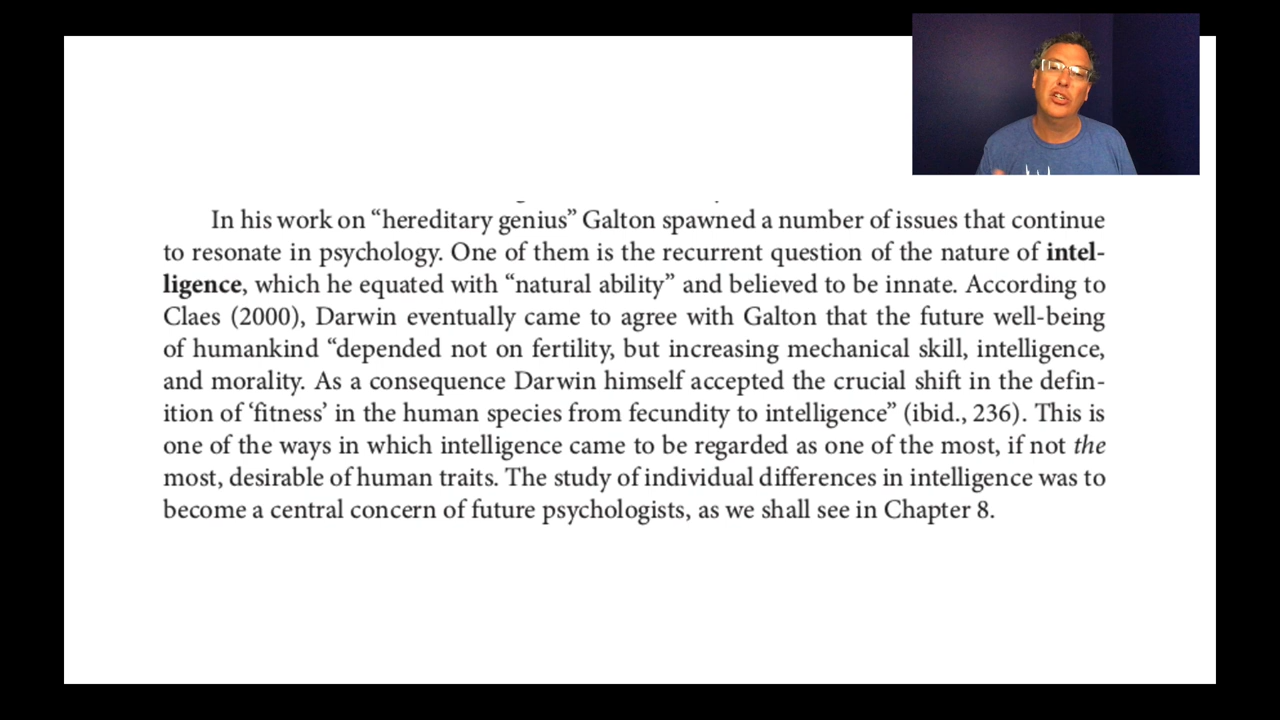 In his work on “hereditary genius” Galton spawned a number of issues that continue
to resonate in psychology. One of them is the recurrent question of the nature of intel-
ligence, which he equated with “natural ability” and believed to be innate. According to
Claes (2000), Darwin eventually came to agree with Galton that the future well-being
of humankind “depended not on fertility, but increasing mechanical skill, intelligence,
and morality. As a consequence Darwin himself accepted the crucial shift in the defin-
ition of ‘fitness’ in the human species from fecundity to intelligence” (ibid., 236). This is
one of the ways in which intelligence came to be regarded as one of the most, if not the
most, desirable of human traits. The study of individual differences in intelligence was to
become a central concern of future psychologists, as we shall see in Chapter 8.